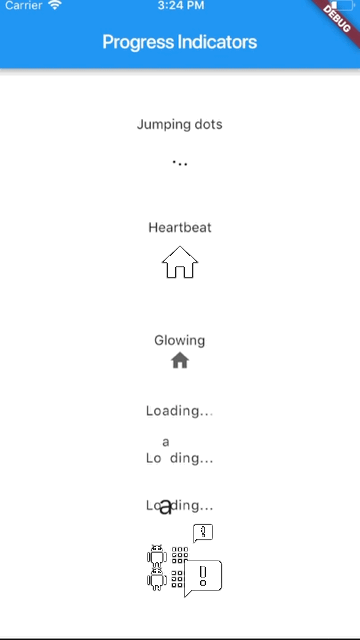 Carrier 3:24 PM
DEBUG
Progress Indicators
Jumping dots
...
Heartbeat
Glowing
Loading...
a
Lo ding...
Loading...